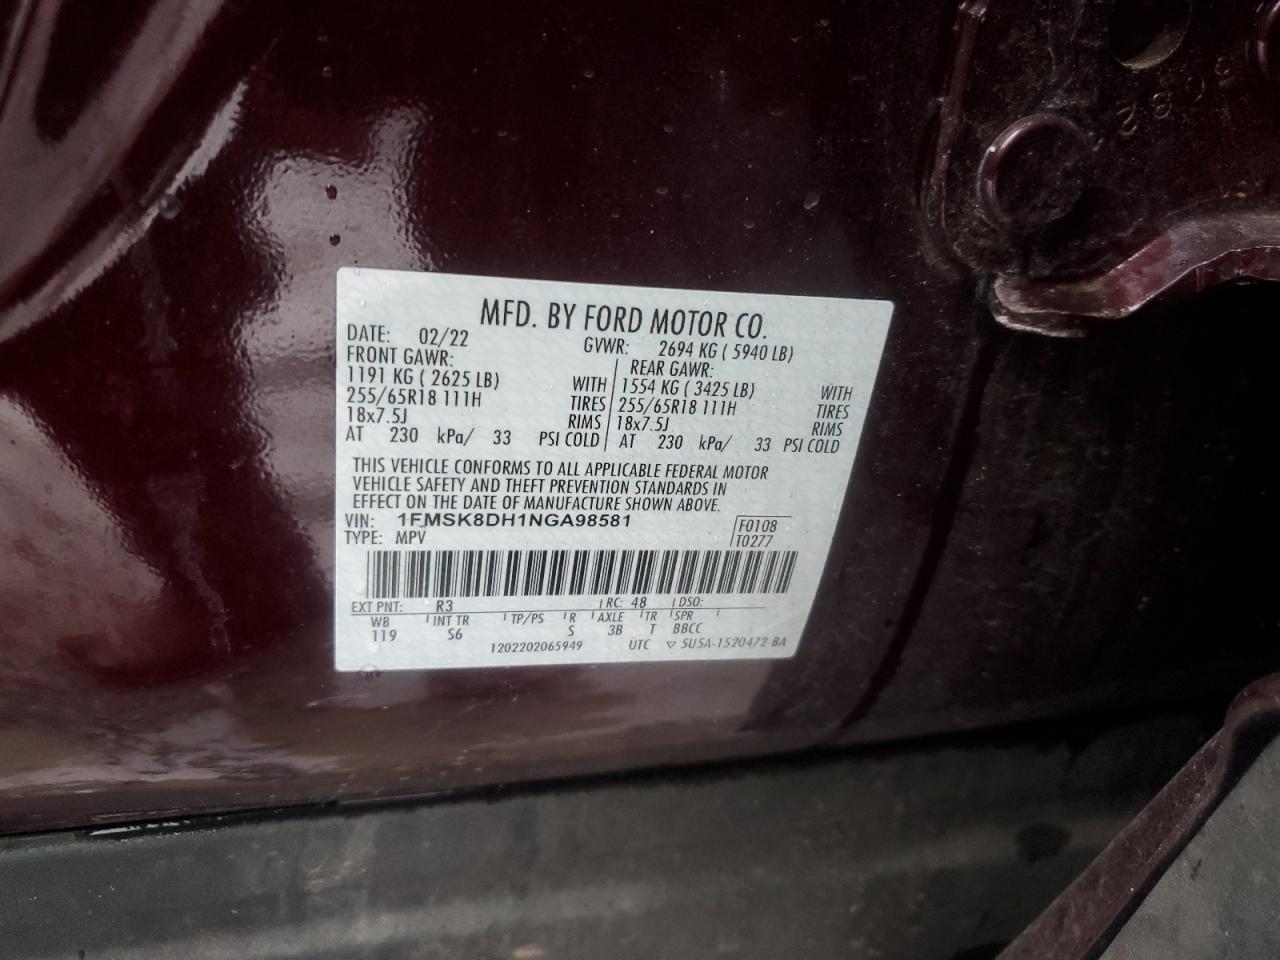 MFD. BY FORD MOTOR CO.
DATE: 02/22 GVWR: 2694 KG ( 5940 LB)
FRONT GAWR: REAR GAWR:
1191 KG ( 2625 LB) WITH 1554 KG ( 3425 LB) WITH
255/65R18 111H TIRES 255/65R18 111H TIRES
18x7.5J RIMS 18x7.5J RIMS
AT 230 kPa/ 33 PSI COLD AT 230 kPa/ 33 PSI COLD
THIS VEHICLE CONFORMS TO ALL APPLICABLE FEDERAL MOTOR
VEHICLE SAFETY AND THEFT PREVENTION STANDARDS IN
EFFECT ON THE DATE OF MANUFACTURE SHOWN ABOVE.
VIN: 1FMSK8DH1NGA98581 F0108
TYPE: MPV T0277
EXT PNT: R3 RC: 48 DSO:
WB INT TR TP/PS R AXLE TR SPR
119 S6 S 3B T BBCC
1202202065949 UTC ▽ 5U5A-1520472-BA